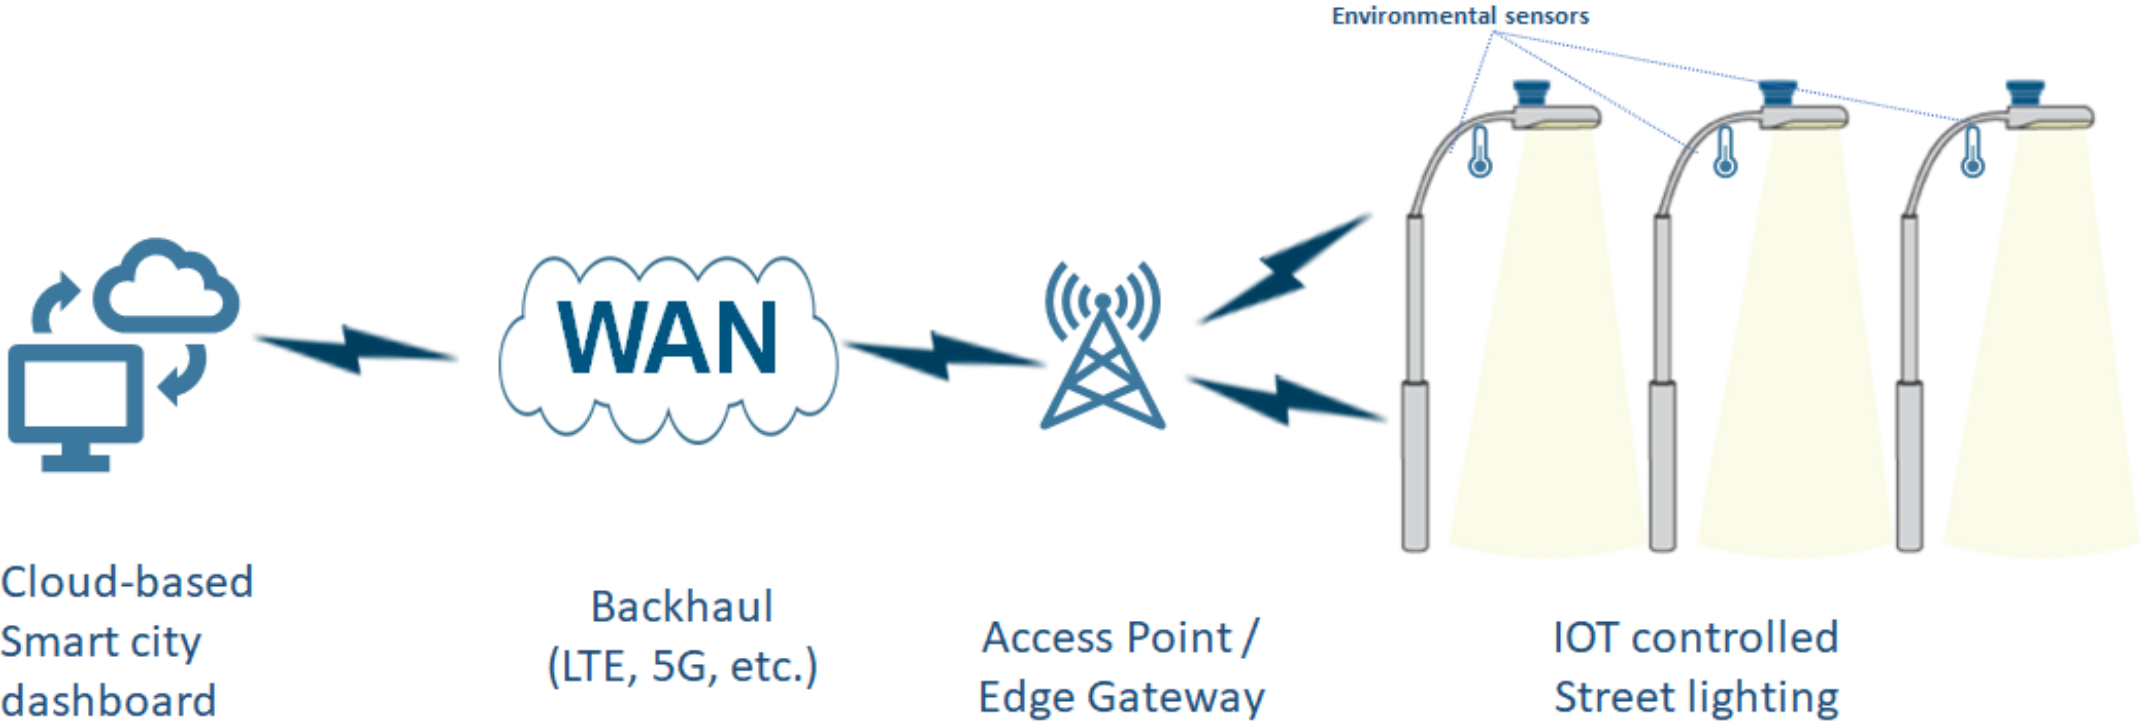 Environmental sensors
WAN
Cloud-based
Smart city
dashboard
Backhaul
(LTE, 5G, etc.)
Access Point /
Edge Gateway
IOT controlled
Street lighting